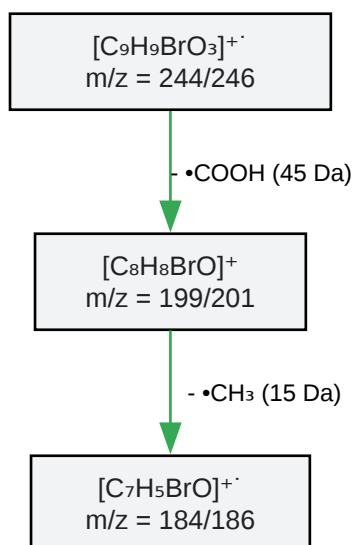 [C₉H₉BrO₃]⁺˙
m/z = 244/246
- •COOH (45 Da)
[C₈H₈BrO]⁺
m/z = 199/201
- •CH₃ (15 Da)
[C₇H₅BrO]⁺˙
m/z = 184/186